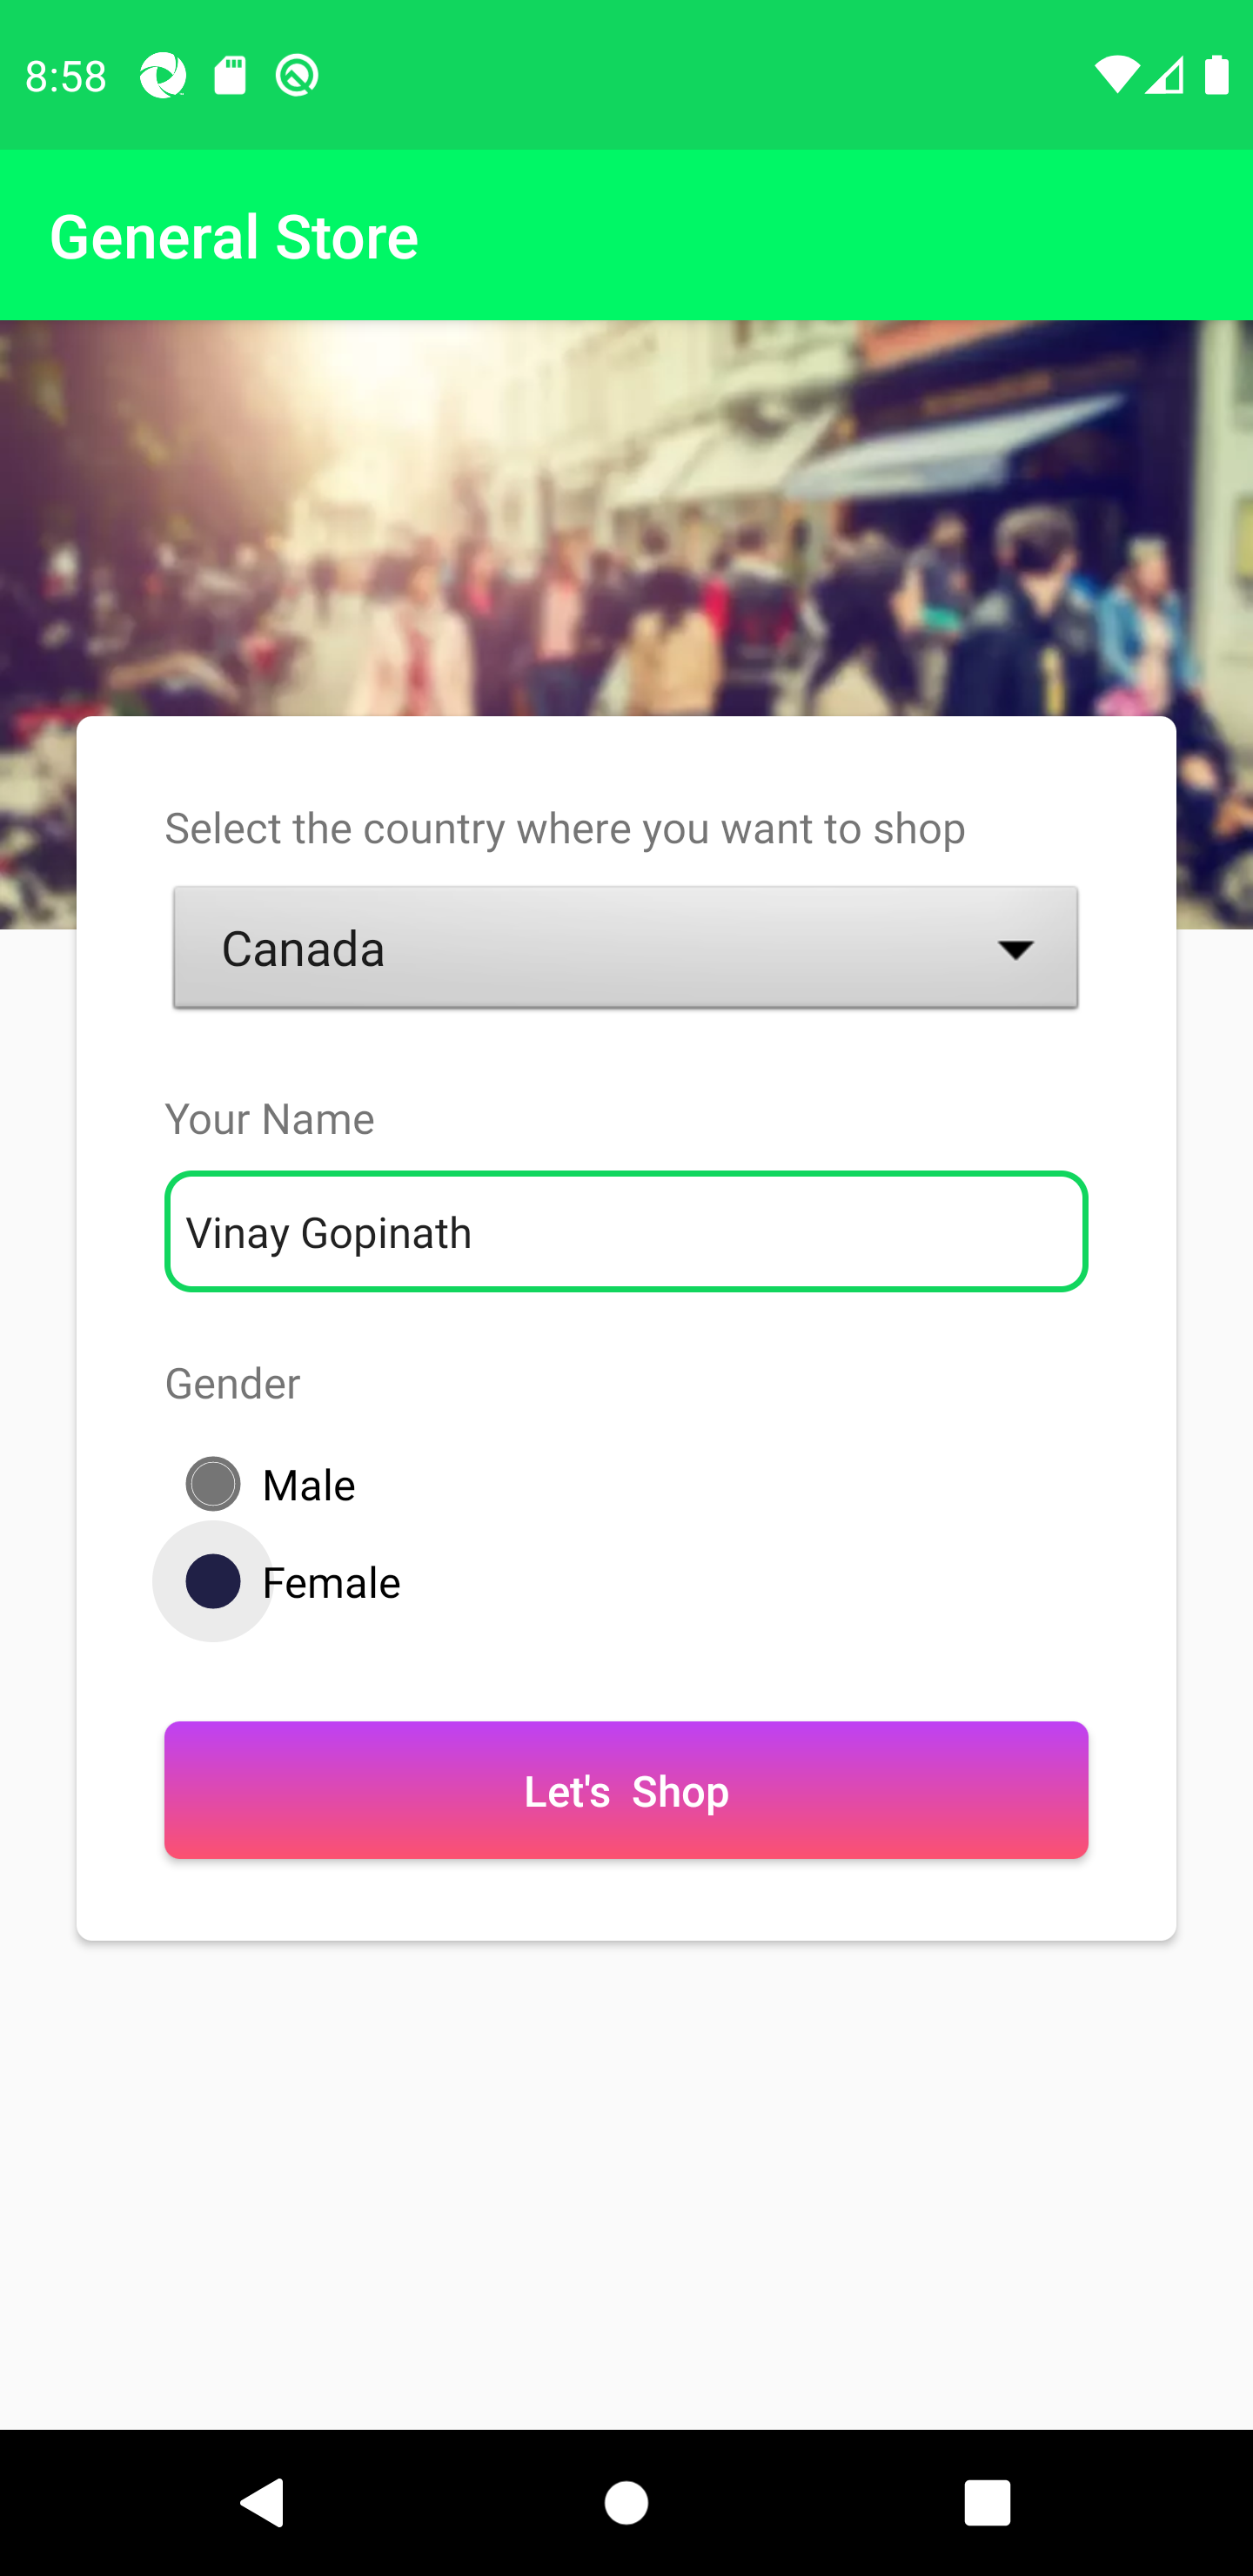 8:58
General Store
Select the country where you want to shop
Canada
Your Name
Vinay Gopinath
Gender
Male
Female
Let's Shop